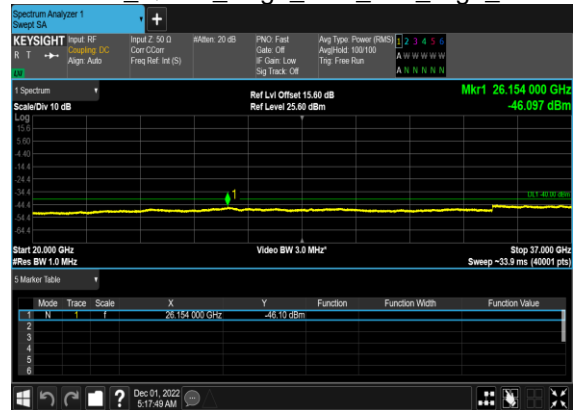 Spectrum Analyzer 1
Swept SA
+
KEYSIGHT Input: RF Input Z: 50 Ω #Atten: 20 dB PNO: Fast Avg Type: Power (RMS) 1 2 3 4 5 6
R T Coupling: DC Corr CCorr Gate: Off Avg|Hold: 100/100 A W W W W W
Align: Auto Freq Ref: Int (S) IF Gain: Low Trig: Free Run
Sig Track: Off A N N N N N
1 Spectrum Ref Lvl Offset 15.60 dB Mkr1 26.154 000 GHz
Scale/Div 10 dB Ref Level 25.60 dBm -46.097 dBm
Log
15.6
5.60
-4.40
-14.4
-24.4
-34.4
1
-44.4
-54.4
-64.4
Start 20.000 GHz Video BW 3.0 MHz* Stop 37.000 GHz
#Res BW 1.0 MHz Sweep ~33.9 ms (40001 pts)
5 Marker Table
Mode Trace Scale X Y Function Function Width Function Value
1 N 1 f 26.154 000 GHz -46.10 dBm
2
3
4
5
6
? Dec 01, 2022
5:17:49 AM